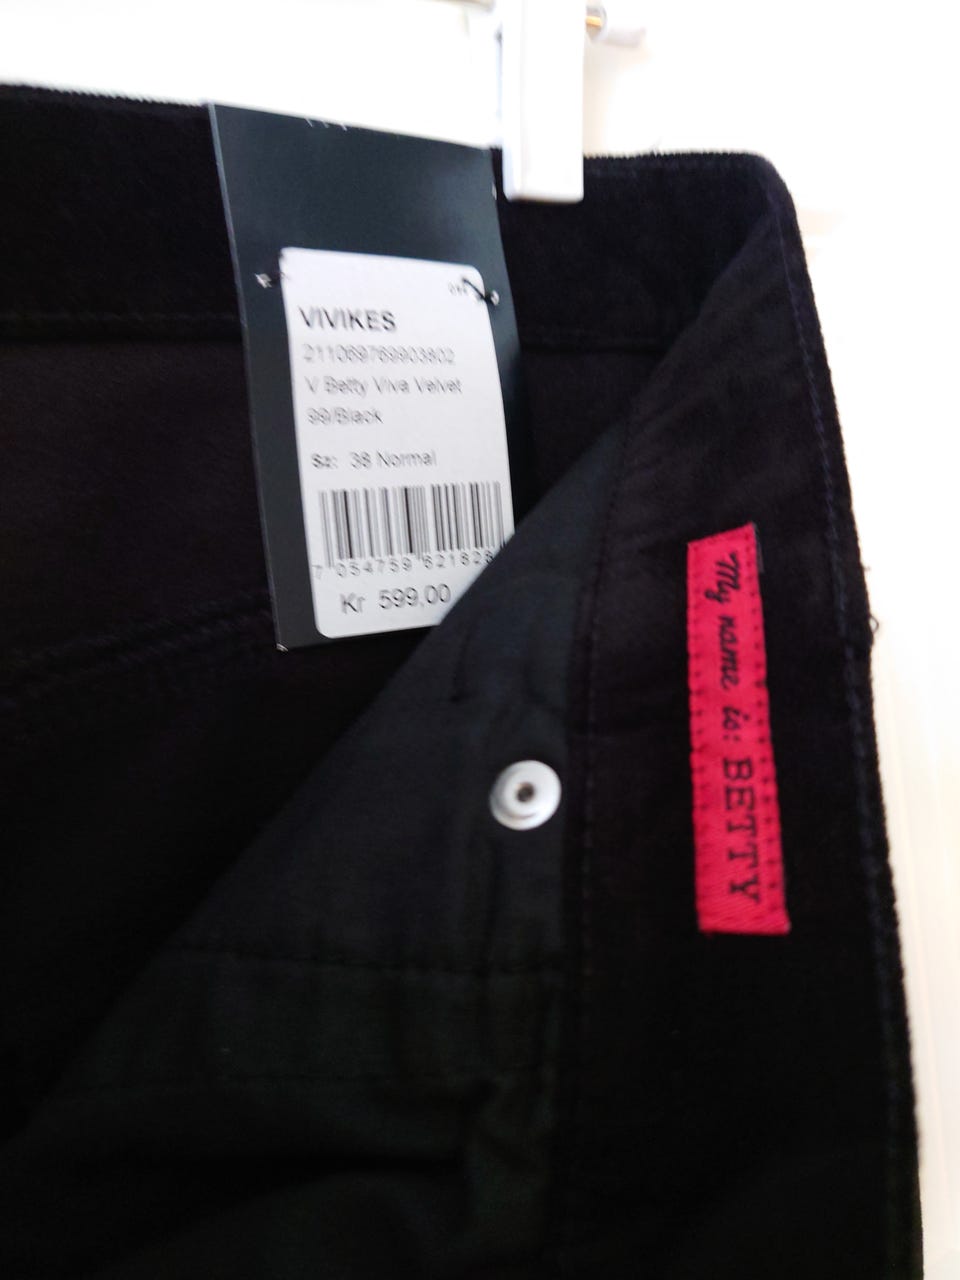 VIVIKES
211069769903802
V Betty Viva Velvet
99/Black
Sz: 38 Normal
7 054759 621628
Kr 599,00
My name is: BETTY